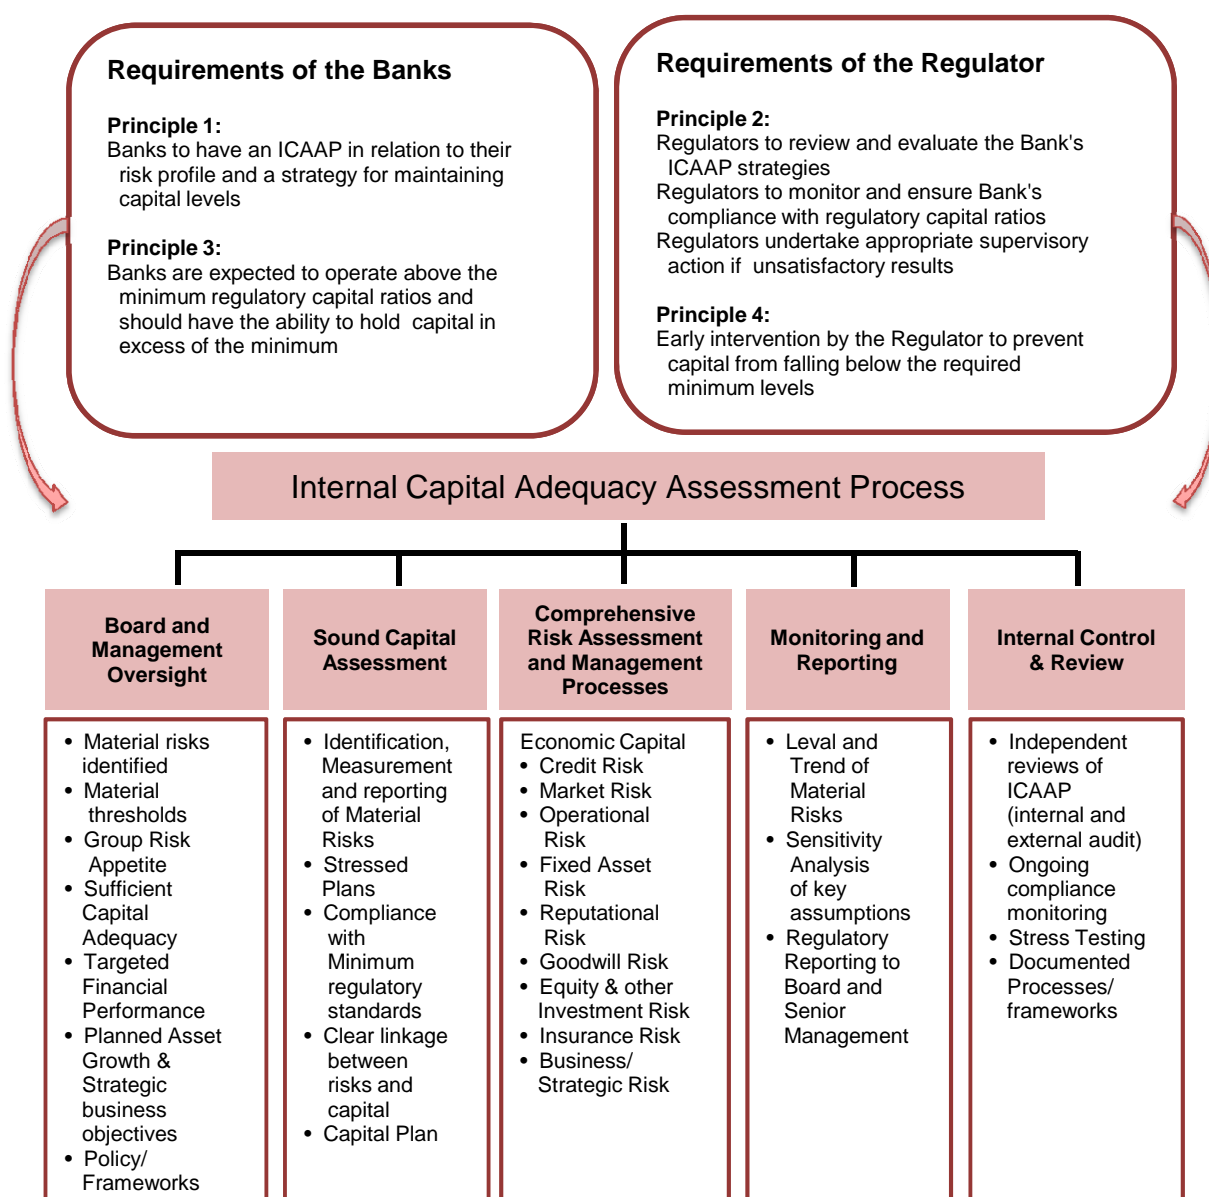 Requirements of the Banks
Principle 1:
Banks to have an ICAAP in relation to their
risk profile and a strategy for maintaining
capital levels
Principle 3:
Banks are expected to operate above the
minimum regulatory capital ratios and
should have the ability to hold capital in
excess of the minimum
Requirements of the Regulator
Principle 2:
Regulators to review and evaluate the Bank's
ICAAP strategies
Regulators to monitor and ensure Bank's
compliance with regulatory capital ratios
Regulators undertake appropriate supervisory
action if unsatisfactory results
Principle 4:
Early intervention by the Regulator to prevent
capital from falling below the required
minimum levels
Internal Capital Adequacy Assessment Process
Board and
Management
Oversight
• Material risks
identified
• Material
thresholds
• Group Risk
Appetite
• Sufficient
Capital
Adequacy
• Targeted
Financial
Performance
• Planned Asset
Growth &
Strategic
business
objectives
• Policy/
Frameworks
Sound Capital
Assessment
• Identification,
Measurement
and reporting
of Material
Risks
• Stressed
Plans
• Compliance
with
Minimum
regulatory
standards
• Clear linkage
between
risks and
capital
• Capital Plan
Comprehensive
Risk Assessment
and Management
Processes
Economic Capital
• Credit Risk
• Market Risk
• Operational
Risk
• Fixed Asset
Risk
• Reputational
Risk
• Goodwill Risk
• Equity & other
Investment Risk
• Insurance Risk
• Business/
Strategic Risk
Monitoring and
Reporting
• Leval and
Trend of
Material
Risks
• Sensitivity
Analysis
of key
assumptions
• Regulatory
Reporting to
Board and
Senior
Management
Internal Control
& Review
• Independent
reviews of
ICAAP
(internal and
external audit)
• Ongoing
compliance
monitoring
• Stress Testing
• Documented
Processes/
frameworks